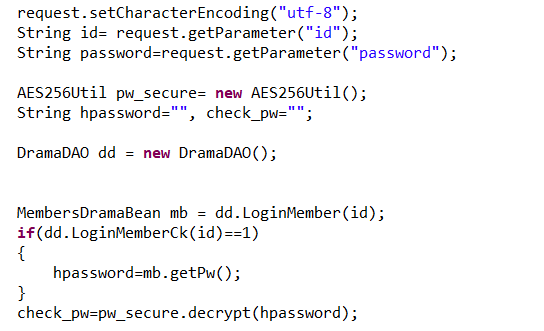 request.setCharacterEncoding("utf-8");
String id= request.getParameter("id");
String password=request.getParameter("password");
AES256Util pw_secure= new AES256Util();
String hpassword="", check_pw="";
DramaDAO dd = new DramaDAO();
MembersDramaBean mb = dd.LoginMember(id);
if(dd.LoginMemberCk(id)==1)
{
    hpassword=mb.getPw();
}
check_pw=pw_secure.decrypt(hpassword);